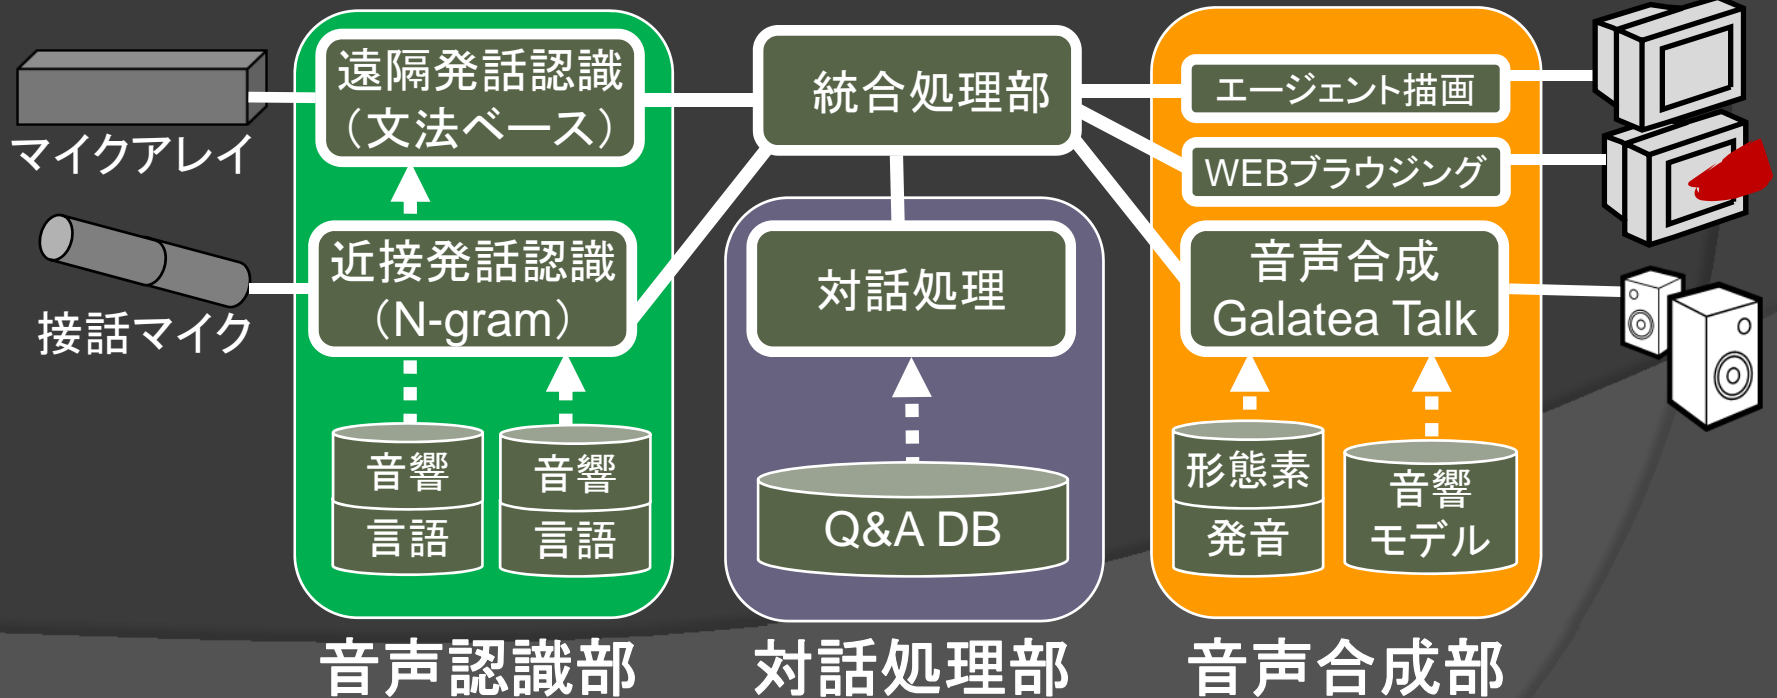 マイクアレイ
接話マイク
遠隔発話認識
（文法ベース）
近接発話認識
（N-gram）
音響
言語
音響
言語
音声認識部
統合処理部
対話処理
Q&A DB
対話処理部
エージェント描画
WEBブラウジング
音声合成
Galatea Talk
形態素
発音
音響
モデル
音声合成部